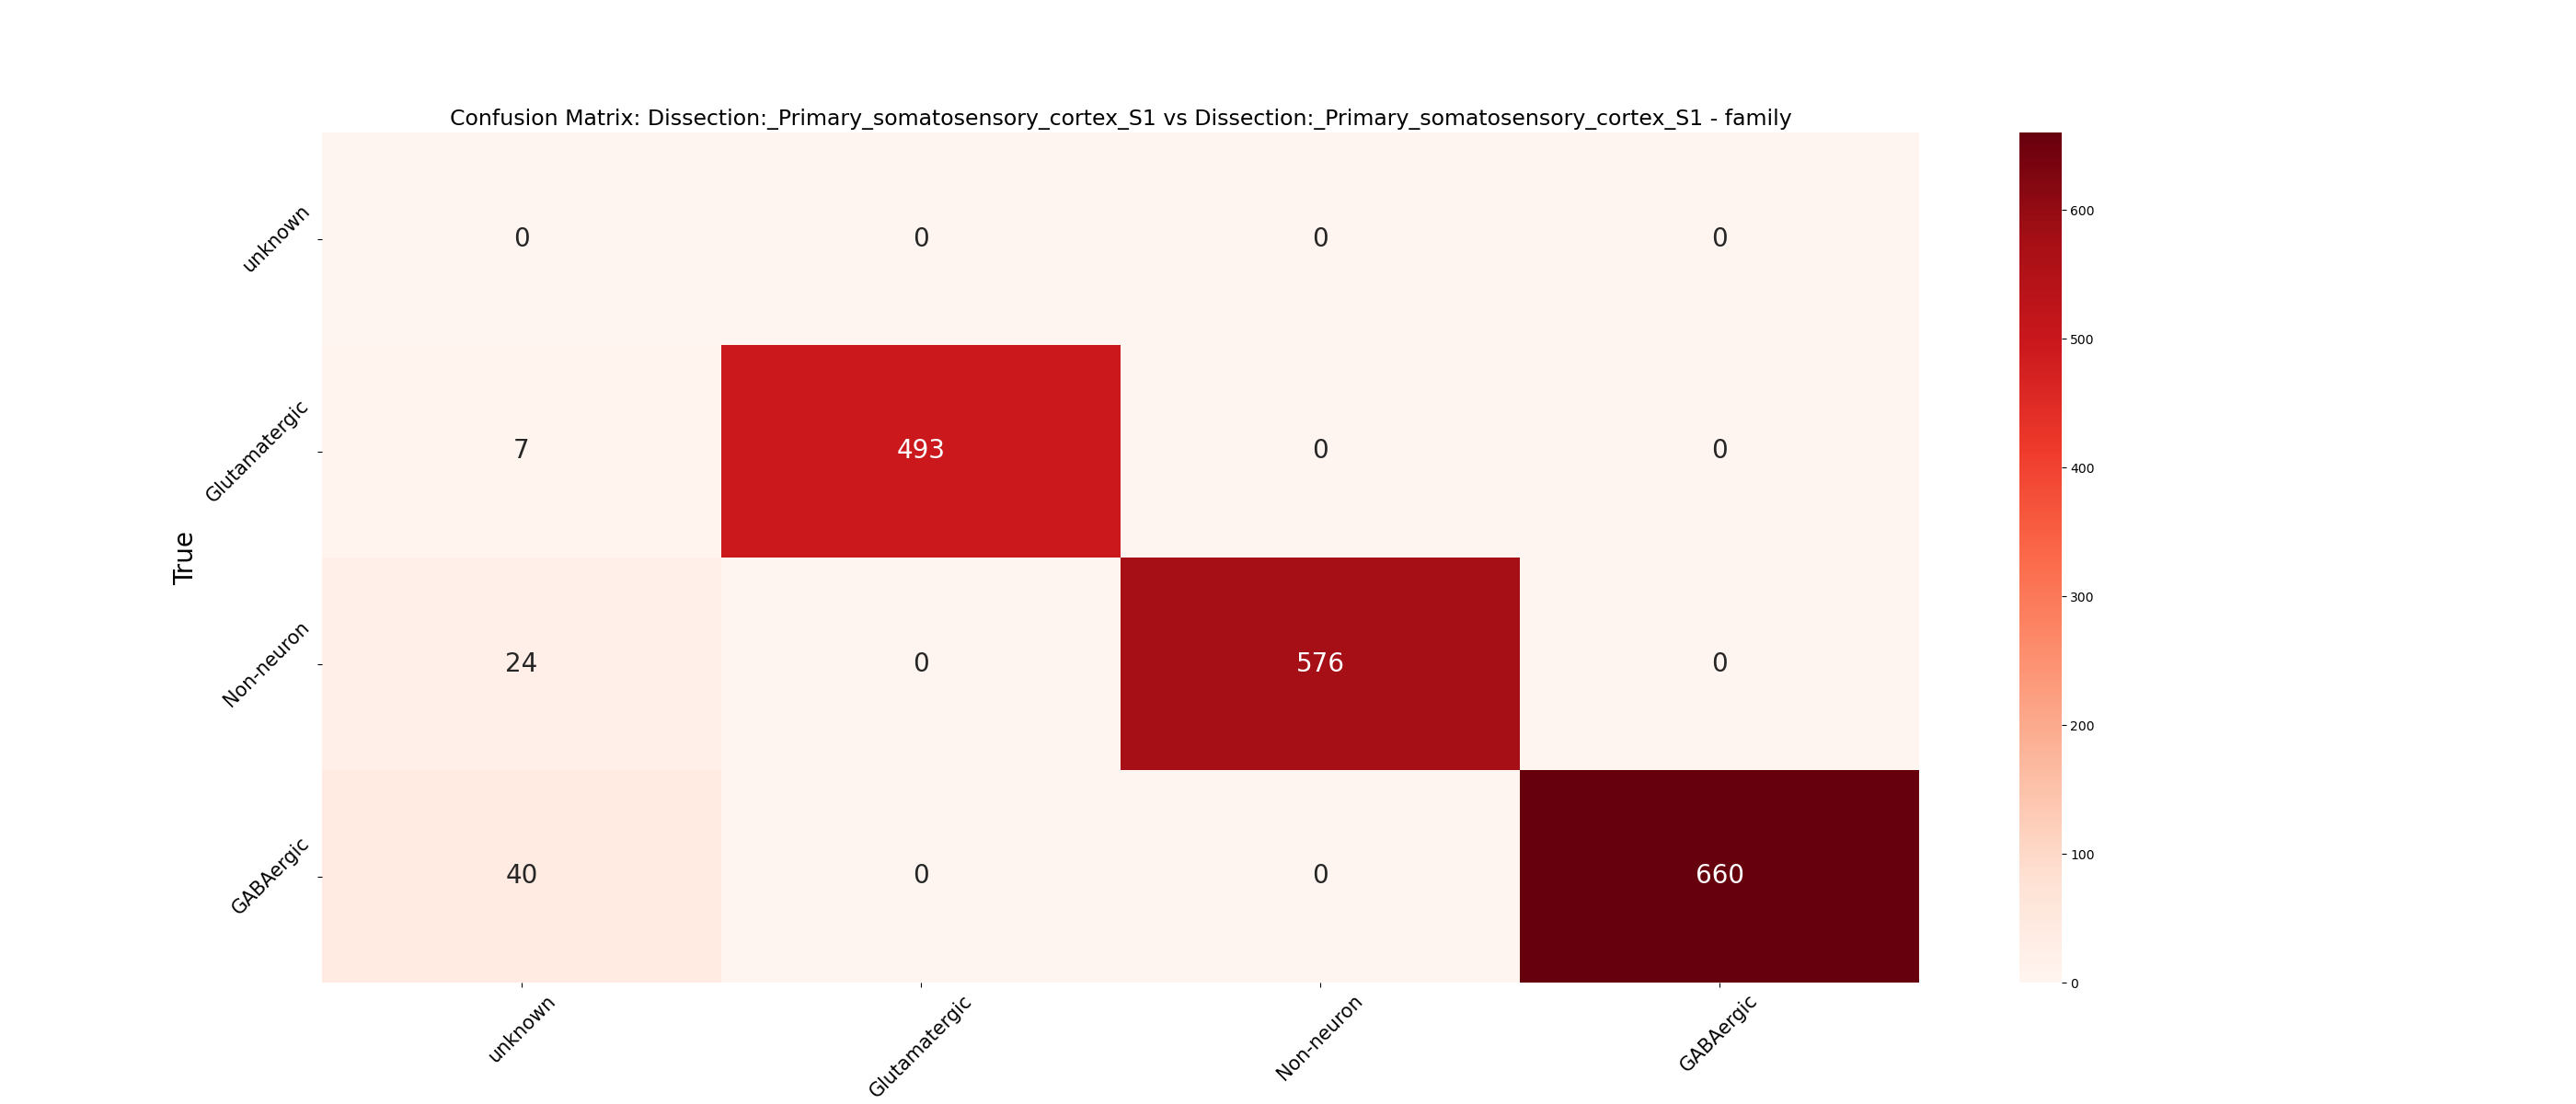 Confusion Matrix: Dissection:_Primary_somatosensory_cortex_S1 vs Dissection:_Primary_somatosensory_cortex_S1 - family
unknown 0 0 0 0
Glutamatergic 7 493 0 0
Non-neuron 24 0 576 0
GABAergic 40 0 0 660
True
unknown Glutamatergic Non-neuron GABAergic
600
500
400
300
200
100
0